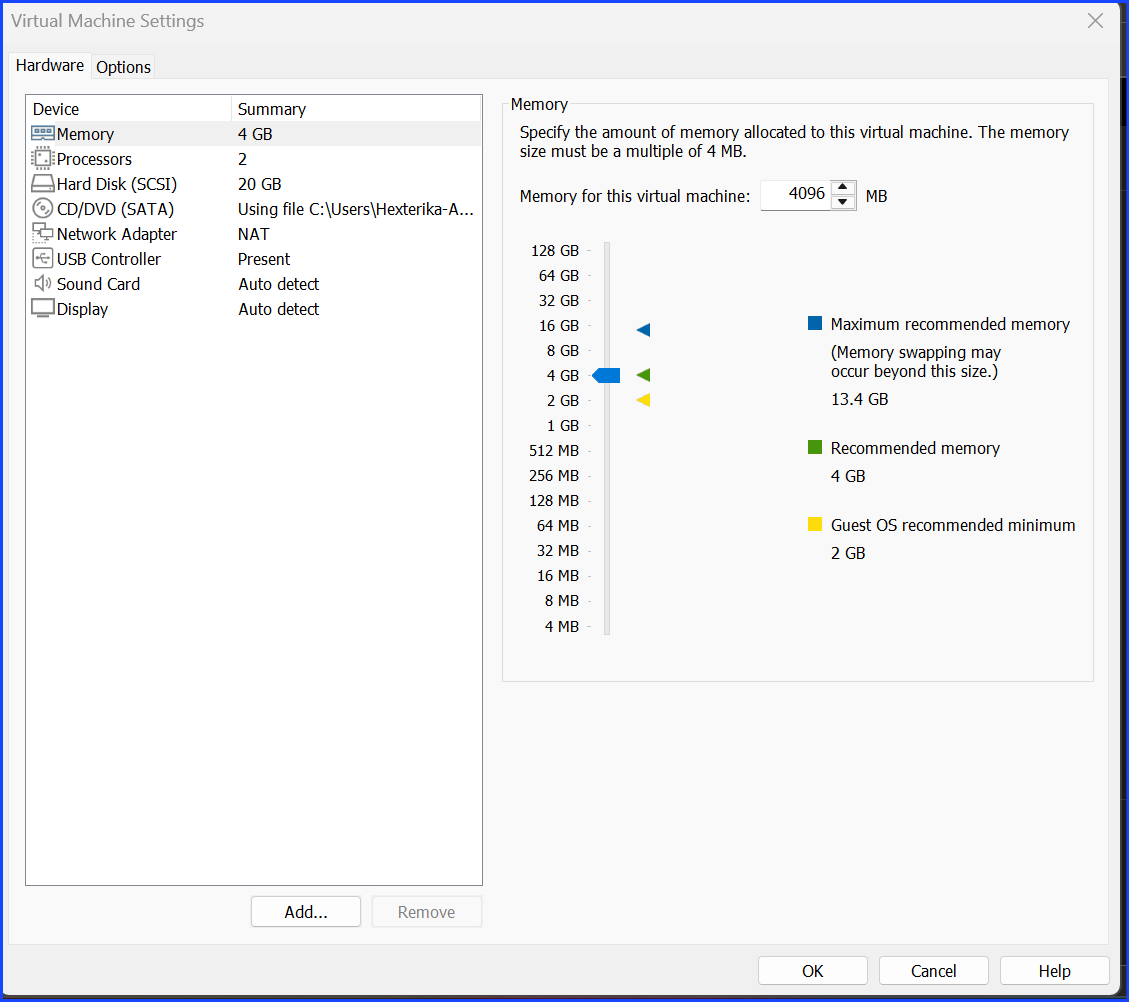 Virtual Machine Settings
Hardware Options
Device Summary
Memory 4 GB
Processors 2
Hard Disk (SCSI) 20 GB
CD/DVD (SATA) Using file C:\Users\Hexterika-A...
Network Adapter NAT
USB Controller Present
Sound Card Auto detect
Display Auto detect
Add... Remove
Memory
Specify the amount of memory allocated to this virtual machine. The memory
size must be a multiple of 4 MB.
Memory for this virtual machine: 4096 MB
128 GB
64 GB
32 GB
16 GB
8 GB
4 GB
2 GB
1 GB
512 MB
256 MB
128 MB
64 MB
32 MB
16 MB
8 MB
4 MB
Maximum recommended memory
(Memory swapping may
occur beyond this size.)
13.4 GB
Recommended memory
4 GB
Guest OS recommended minimum
2 GB
OK Cancel Help